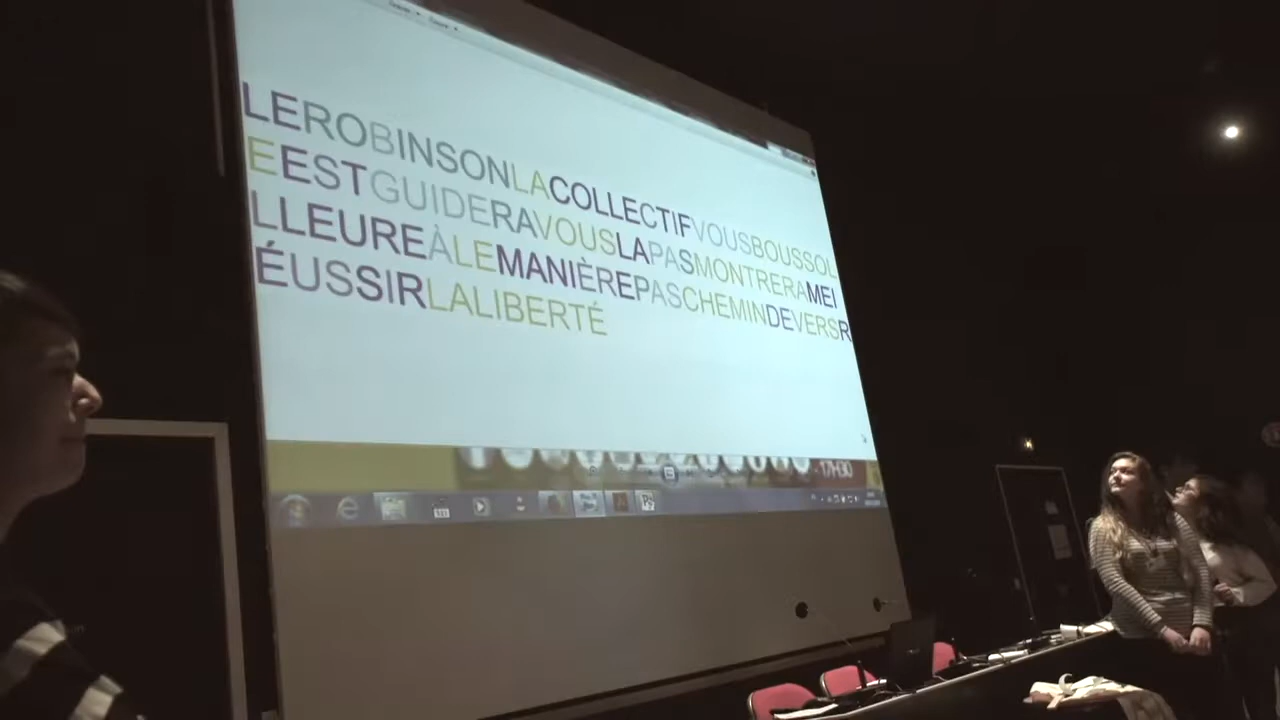 LEROBINSONLACOLLECTIFVOUSBOUSSOL
EESTGUIDERAVOUSLAPASMONTRERAMEI
LLEUREÀLEMANIÈREPASCHEMINDEVERSR
ÉUSSIRLALIBERTÉ
17H30